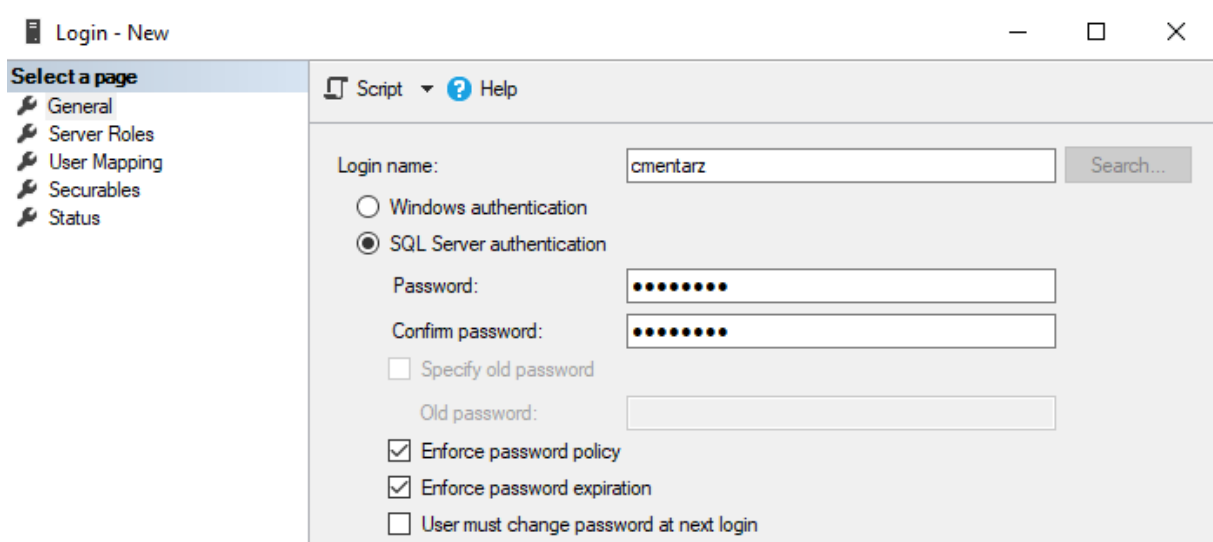 Login - New
Select a page
General
Server Roles
User Mapping
Securables
Status
Script
Help
Login name:
cmentarz
Search...
Windows authentication
SQL Server authentication
Password:
●●●●●●●●
Confirm password:
●●●●●●●●
Specify old password
Old password:
Enforce password policy
Enforce password expiration
User must change password at next login